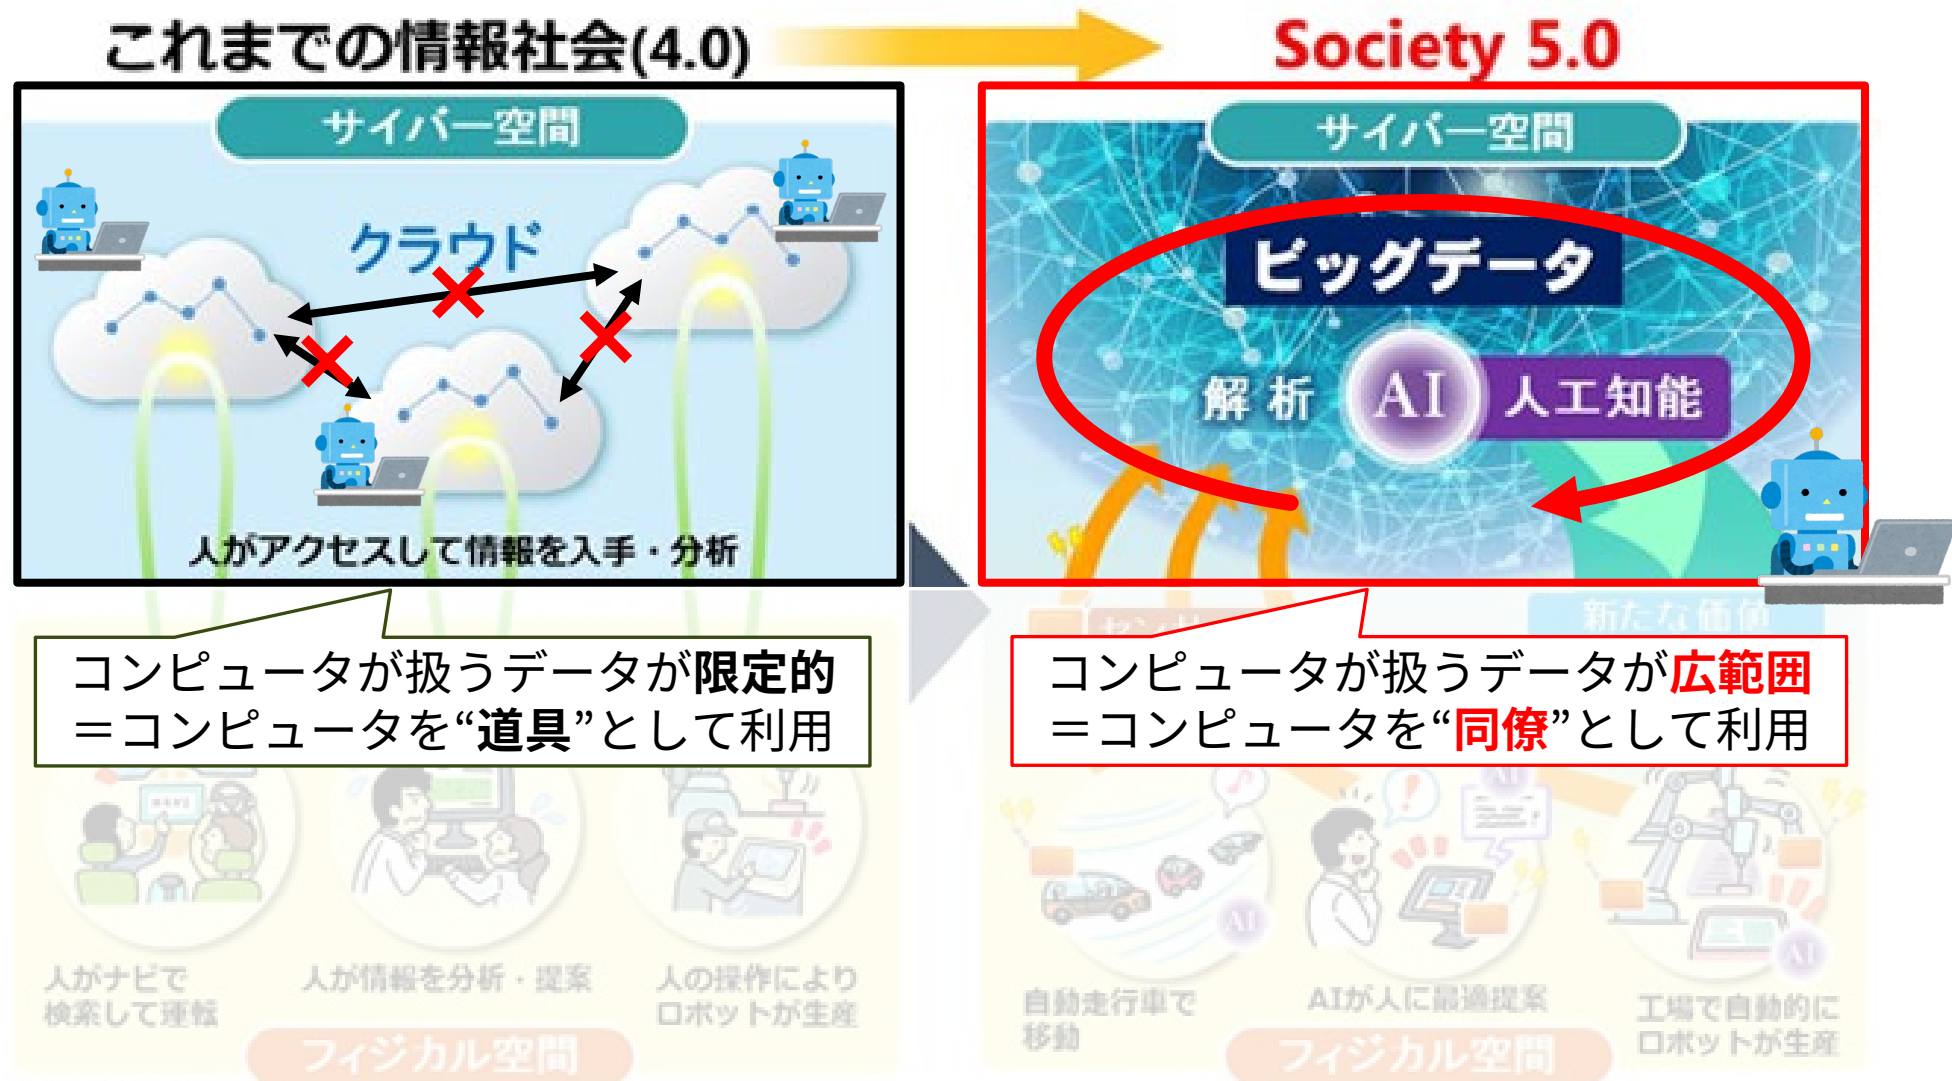 これまでの情報社会(4.0)
Society 5.0
サイバー空間
クラウド
人がアクセスして情報を入手・分析
コンピュータが扱うデータが限定的
＝コンピュータを“道具”として利用
人がナビで
検索して運転
人が情報を分析・提案
人の操作により
ロボットが生産
フィジカル空間
サイバー空間
ビッグデータ
解析
AI
人工知能
新たな価値
コンピュータが扱うデータが広範囲
＝コンピュータを“同僚”として利用
AI
AI
AI
自動走行車で
移動
AIが人に最適提案
工場で自動的に
ロボットが生産
フィジカル空間